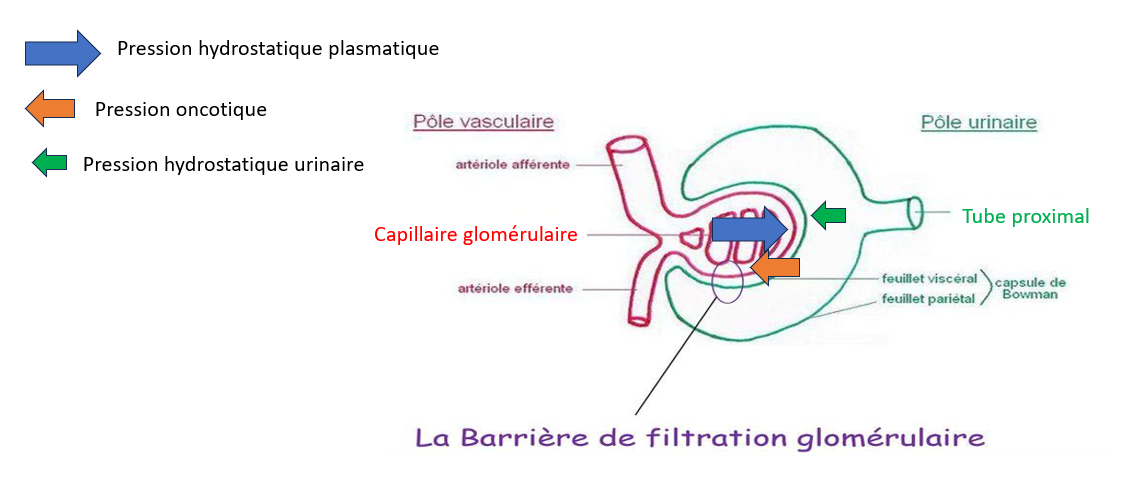 Pression hydrostatique plasmatique
Pression oncotique
Pression hydrostatique urinaire
Pôle vasculaire
Pôle urinaire
artériole afférente
Tube proximal
Capillaire glomérulaire
artériole efférente
feuillet viscéral
feuillet pariétal
capsule de
Bowman
La Barrière de filtration glomérulaire